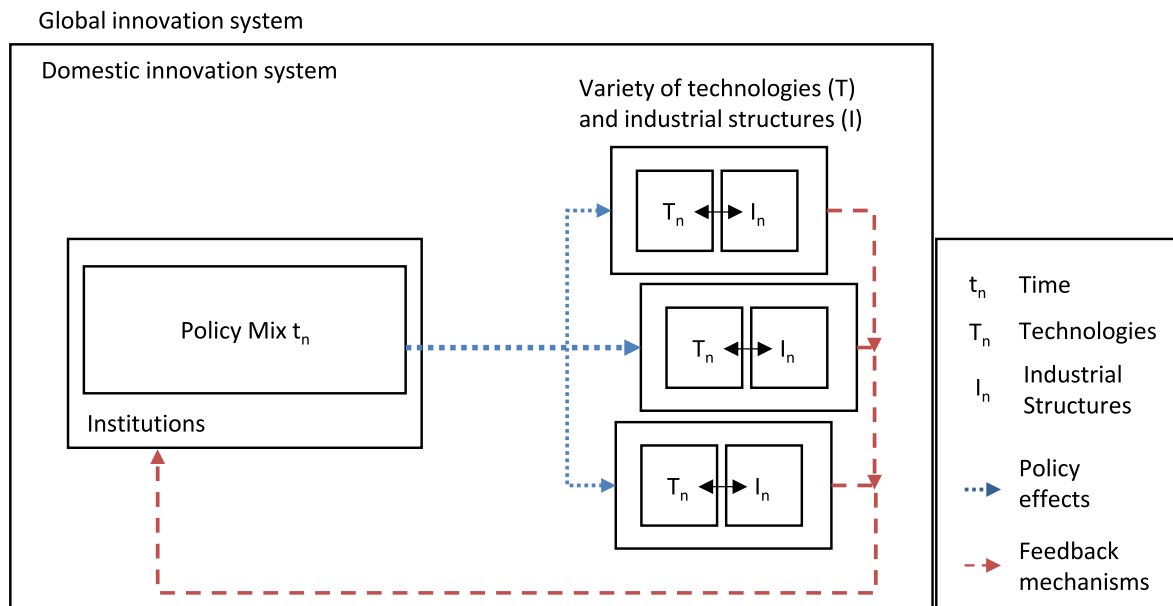 Global innovation system
Domestic innovation system
Variety of technologies (T)
and industrial structures (I)
Tn In
Policy Mix tn
Institutions
Tn In
Tn In
tn Time
Tn Technologies
In Industrial
Structures
Policy
effects
Feedback
mechanisms